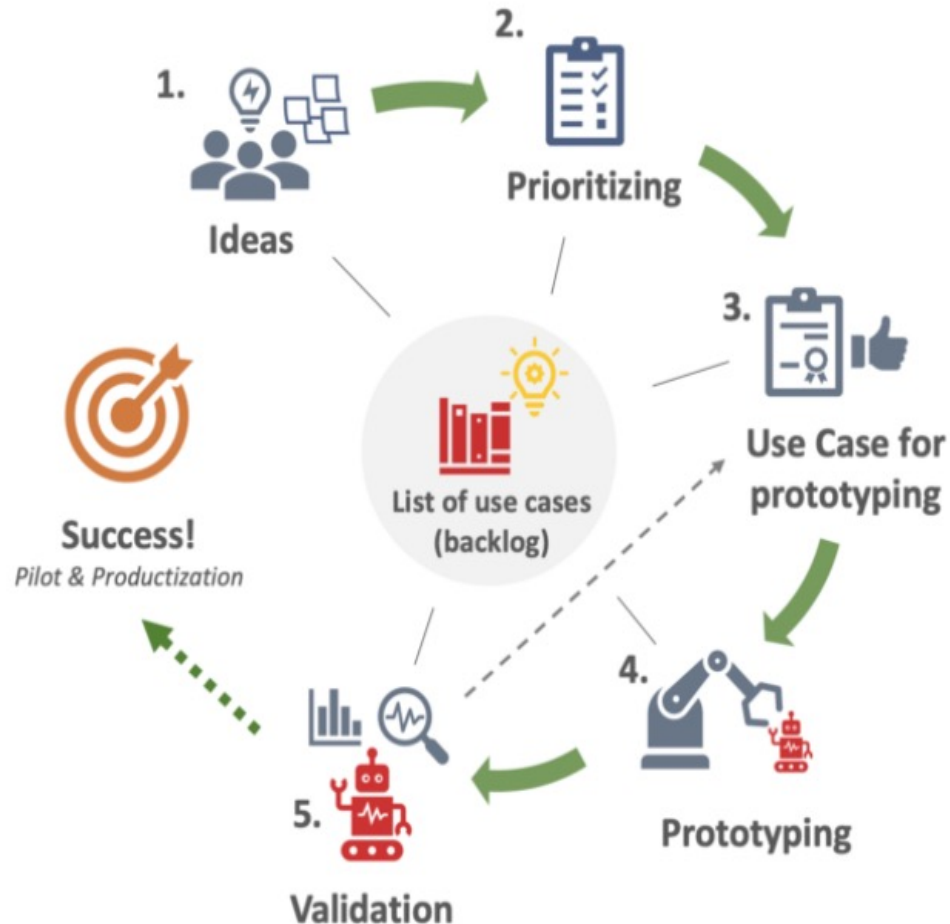 1.
Ideas
2.
Prioritizing
3.
Use Case for
prototyping
4.
Prototyping
5.
Validation
Success!
Pilot & Productization
List of use cases
(backlog)